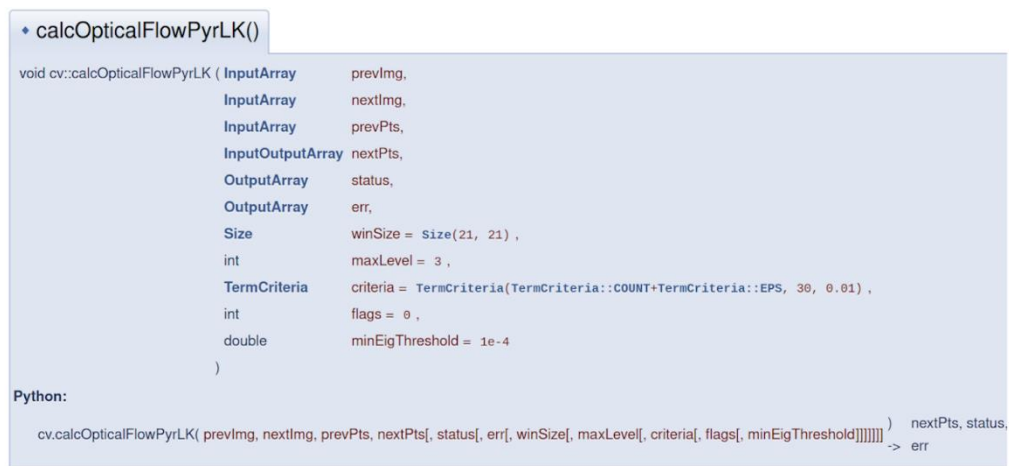 calcOpticalFlowPyrLK()
void cv::calcOpticalFlowPyrLK ( InputArray prevImg,
InputArray nextImg,
InputArray prevPts,
InputOutputArray nextPts,
OutputArray status,
OutputArray err,
Size winSize = Size(21, 21) ,
int maxLevel = 3 ,
TermCriteria criteria = TermCriteria(TermCriteria::COUNT+TermCriteria::EPS, 30, 0.01) ,
int flags = 0 ,
double minEigThreshold = 1e-4
)
Python:
cv.calcOpticalFlowPyrLK( prevImg, nextImg, prevPts, nextPts[, status[, err[, winSize[, maxLevel[, criteria[, flags[, minEigThreshold]]]]]]] ) nextPts, status,
-> err